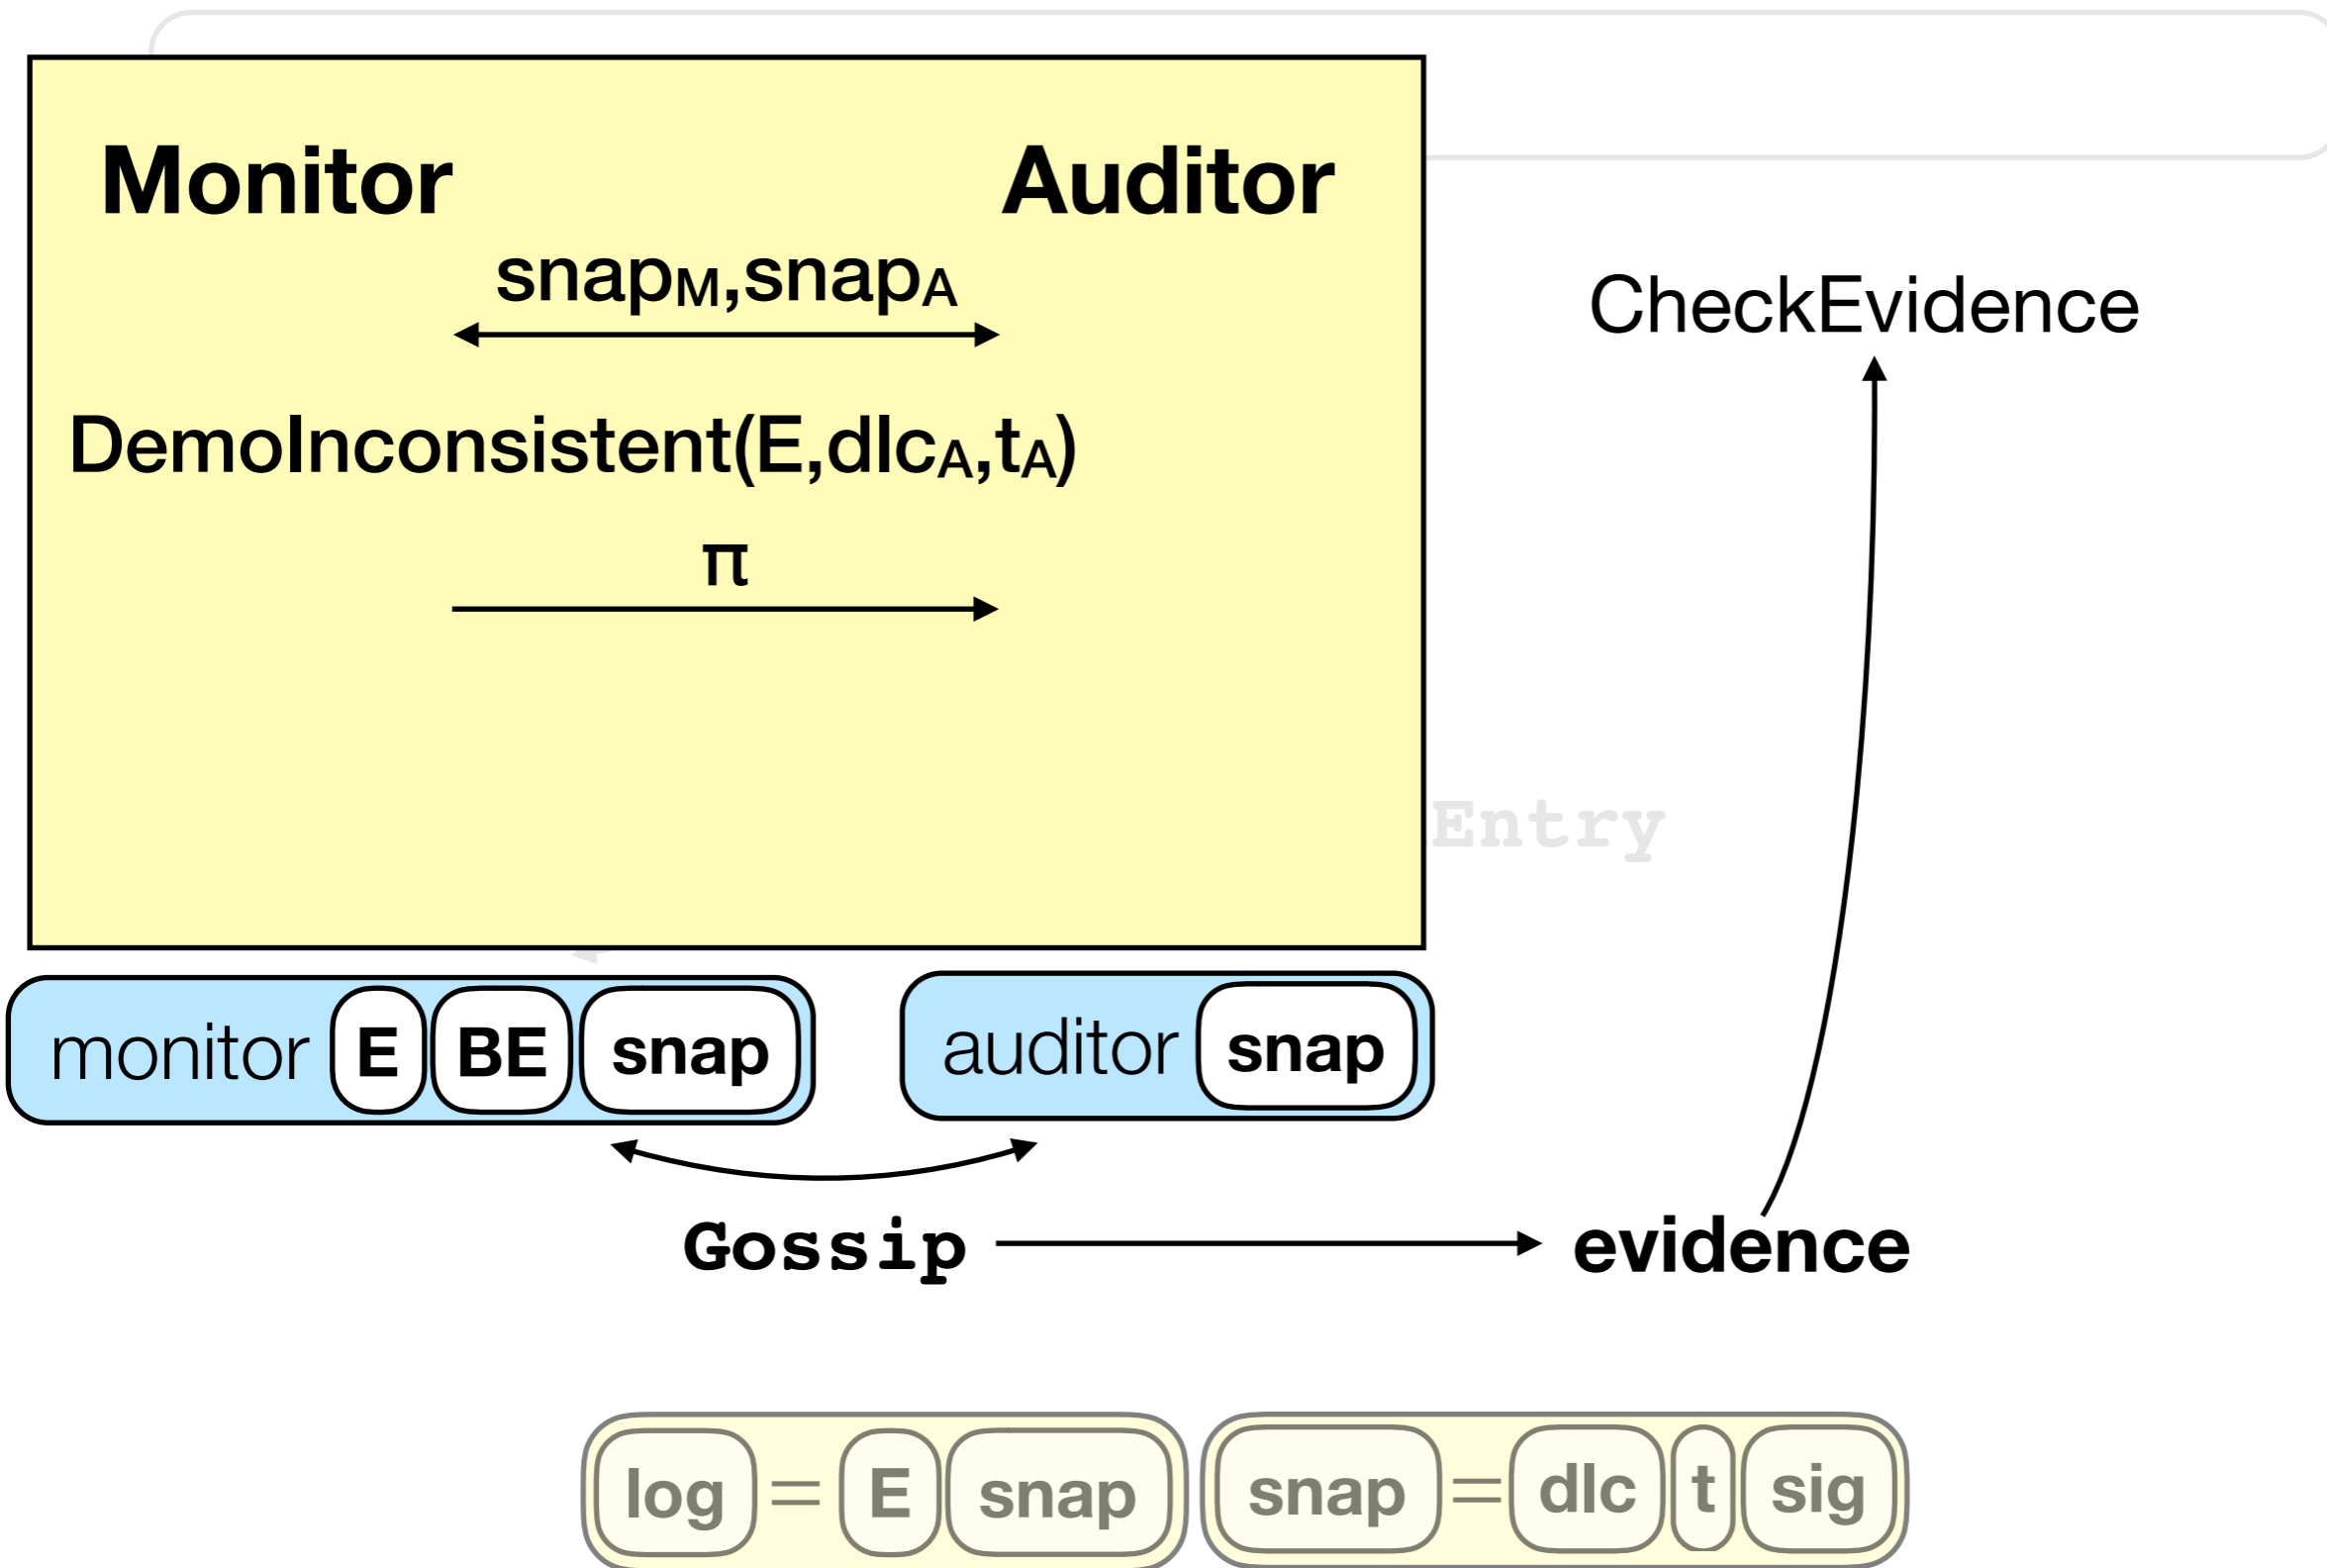 Monitor Auditor
snapM,snapA
CheckEvidence
DemoInconsistent(E,dlcA,tA)
π
Entry
monitor E BE snap auditor snap
Gossip evidence
log = E snap snap = dlc t sig